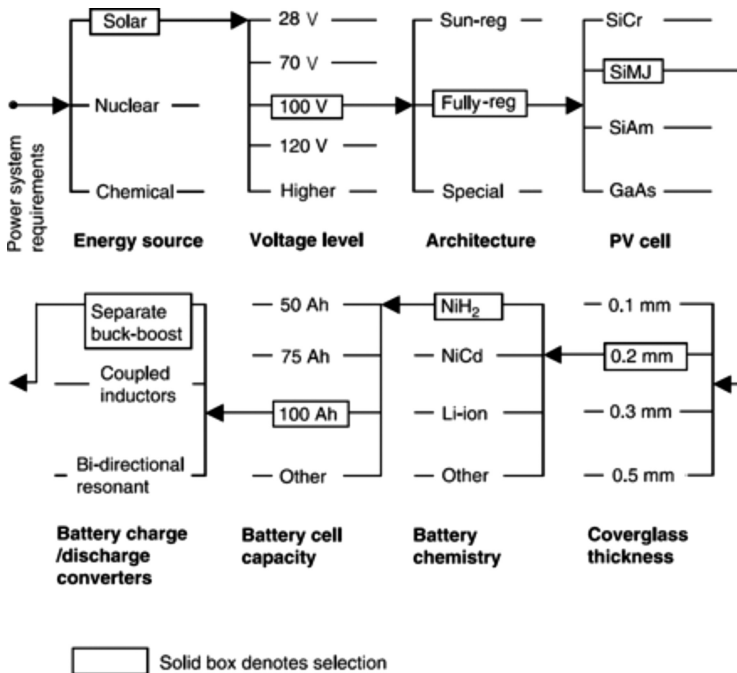 Solar
Nuclear
Chemical
Power system
requirements
Energy source
28 V
70 V
100 V
120 V
Higher
Voltage level
Sun-reg
Fully-reg
Special
Architecture
SiCr
SiMJ
SiAm
GaAs
PV cell
Separate
buck-boost
Coupled
inductors
Bi-directional
resonant
Battery charge
/discharge
converters
50 Ah
75 Ah
100 Ah
Other
Battery cell
capacity
NiH₂
NiCd
Li-ion
Other
Battery
chemistry
0.1 mm
0.2 mm
0.3 mm
0.5 mm
Coverglass
thickness
Solid box denotes selection